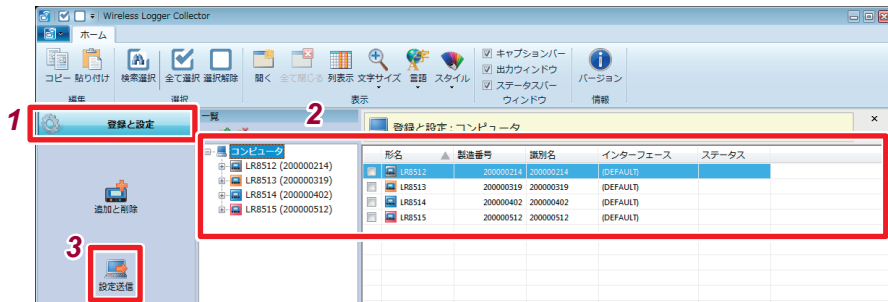 Wireless Logger Collector
ホーム
コピー 貼り付け 検索選択 全て選択 選択解除 開く 全て閉じる 列表示 文字サイズ 言語 スタイル
キャプションバー
出力ウィンドウ
ステータスバー
バージョン
編集 選択 表示 ウィンドウ 情報
1
登録と設定
一覧
2
登録と設定 : コンピュータ
×
コンピュータ
LR8512 (200000214)
LR8513 (200000319)
LR8514 (200000402)
LR8515 (200000512)
形名 製造番号 識別名 インターフェース ステータス
LR8512 200000214 200000214 (DEFAULT)
LR8513 200000319 200000319 (DEFAULT)
LR8514 200000402 200000402 (DEFAULT)
LR8515 200000512 200000512 (DEFAULT)
追加と削除
3
設定送信